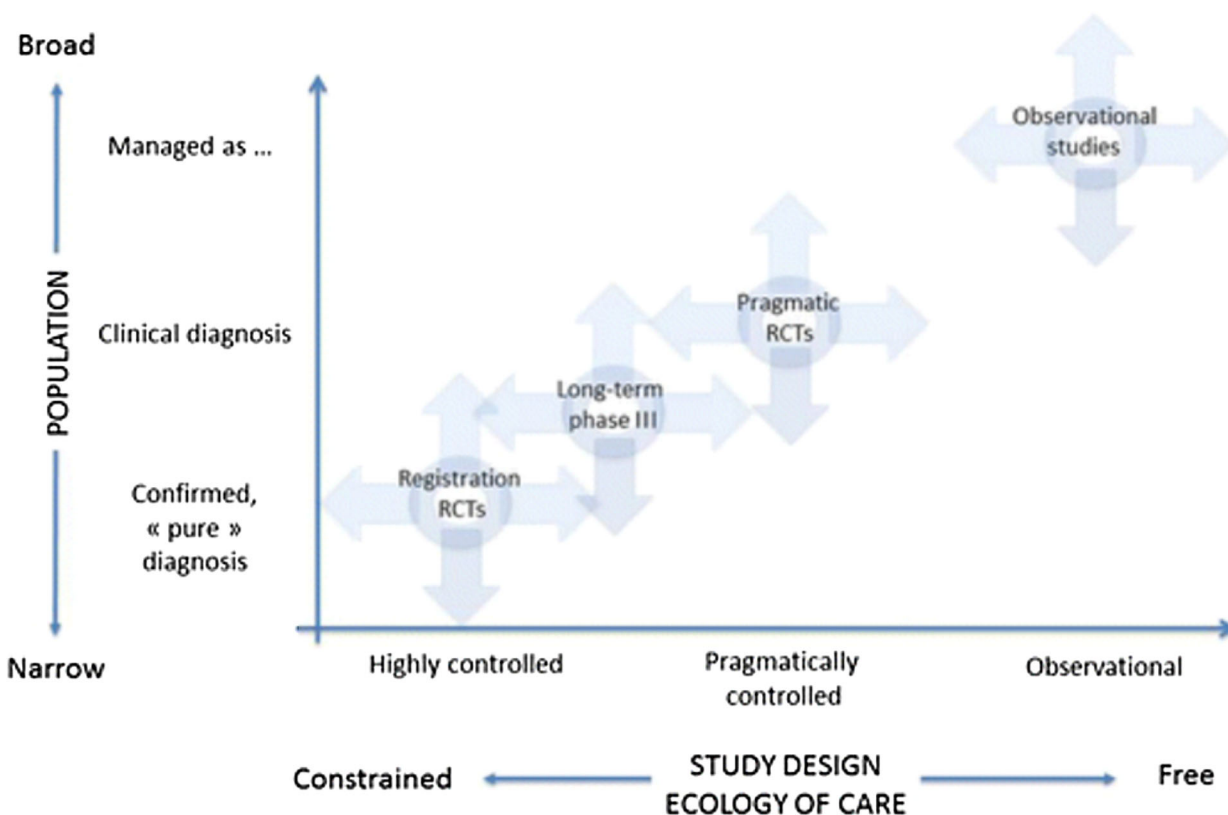 Broad
Managed as ...
Observational
studies
POPULATION
Clinical diagnosis
Pragmatic
RCTs
Long-term
phase III
Confirmed,
« pure »
diagnosis
Registration
RCTs
Narrow
Highly controlled
Pragmatically
controlled
Observational
Constrained
STUDY DESIGN
ECOLOGY OF CARE
Free